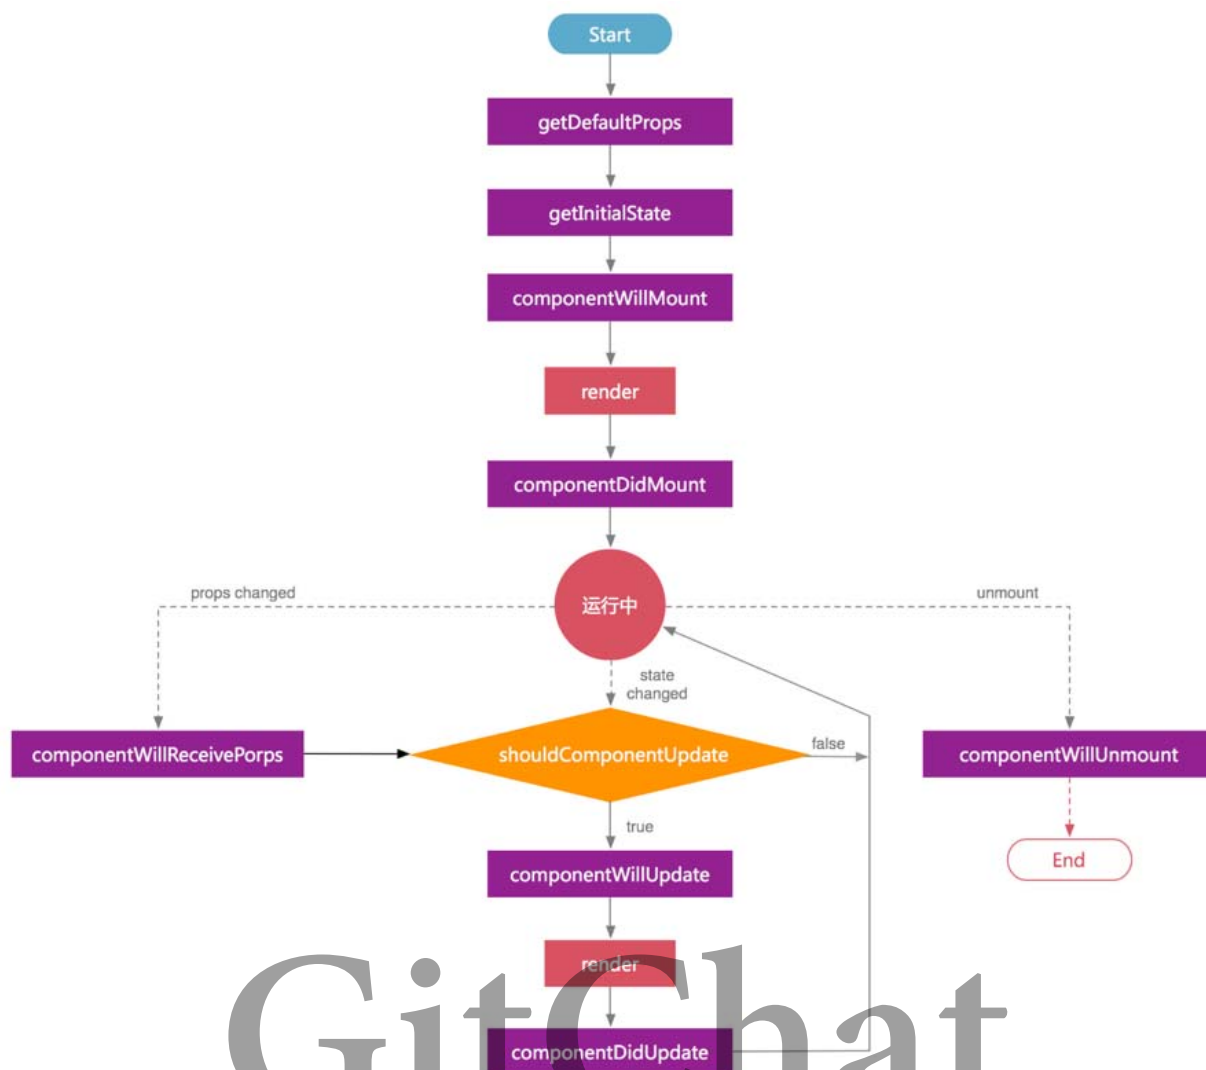 Start
getDefaultProps
getInitialState
componentWillMount
render
componentDidMount
props changed
运行中
unmount
state
changed
componentWillReceivePorps
shouldComponentUpdate
false
componentWillUnmount
true
End
componentWillUpdate
render
componentDidUpdate
GitChat